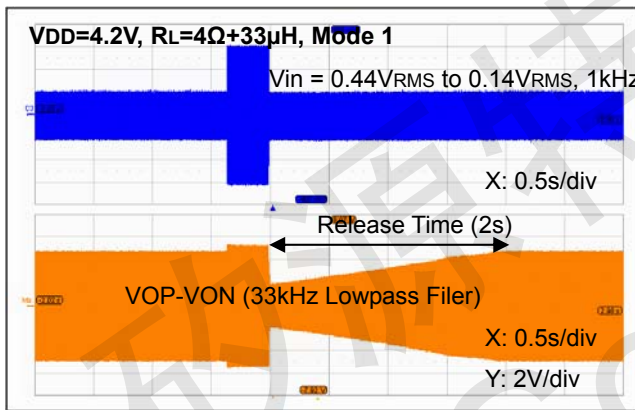 VDD=4.2V, RL=4Ω+33μH, Mode 1
Vin = 0.44VRMS to 0.14VRMS, 1kHz
X: 0.5s/div
Release Time (2s)
VOP-VON (33kHz Lowpass Filer)
X: 0.5s/div
Y: 2V/div